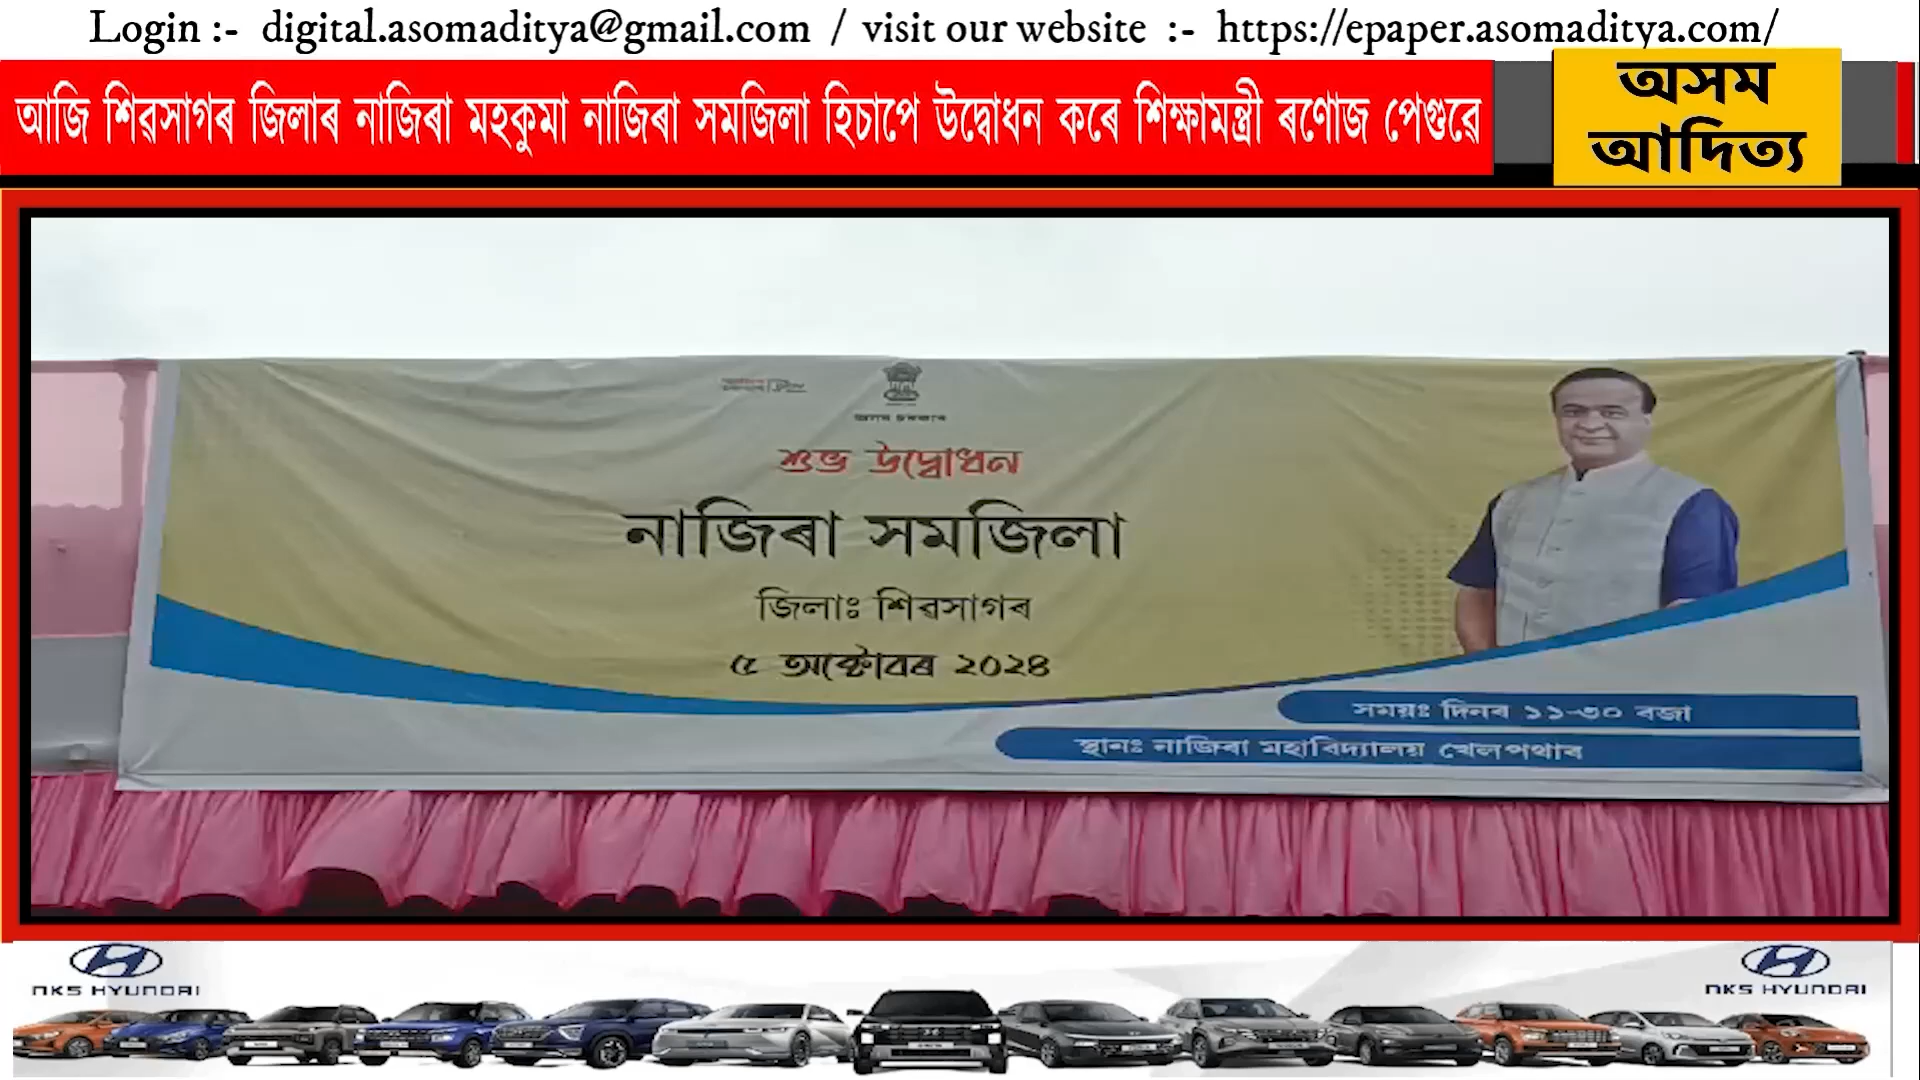 Login :- digital.asomaditya@gmail.com / visit our website :- https://epaper.asomaditya.com/
আজি শিৱসাগৰ জিলাৰ নাজিৰা মহকুমা নাজিৰা সমজিলা হিচাপে উদ্বোধন কৰে শিক্ষামন্ত্ৰী ৰণোজ পেগুৱে
অসম
আদিত্য
অসম চৰকাৰ
শুভ উদ্বোধন
নাজিৰা সমজিলা
জিলাঃ শিৱসাগৰ
৫ অক্টোবৰ ২০২৪
সময়ঃ দিনৰ ১১-৩০ বজা
স্থানঃ নাজিৰা মহাবিদ্যালয় খেলপথাৰ
NKS HYUNDAI
NKS HYUNDAI